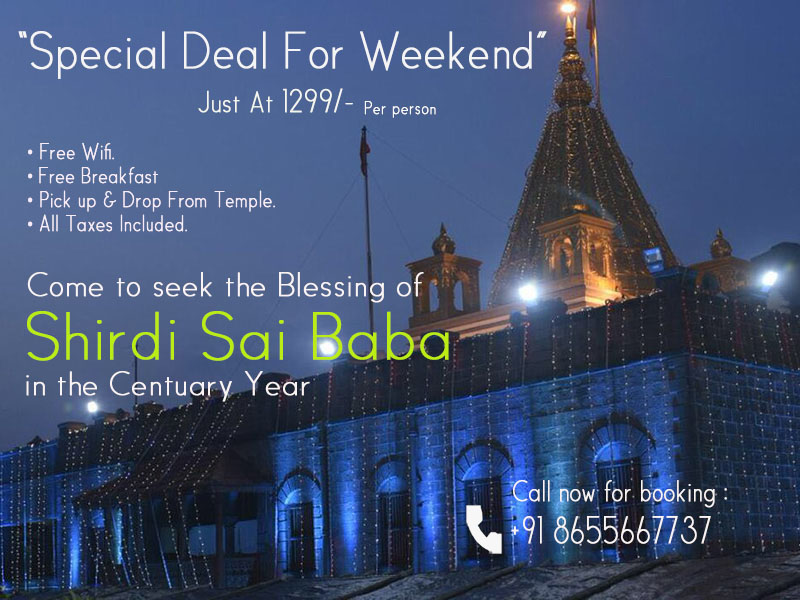 “Special Deal For Weekend”
Just At 1299/- Per person
• Free Wifi.
• Free Breakfast
• Pick up & Drop From Temple.
• All Taxes Included.
Come to seek the Blessing of
Shirdi Sai Baba
in the Centuary Year
Call now for booking :
+91 8655667737